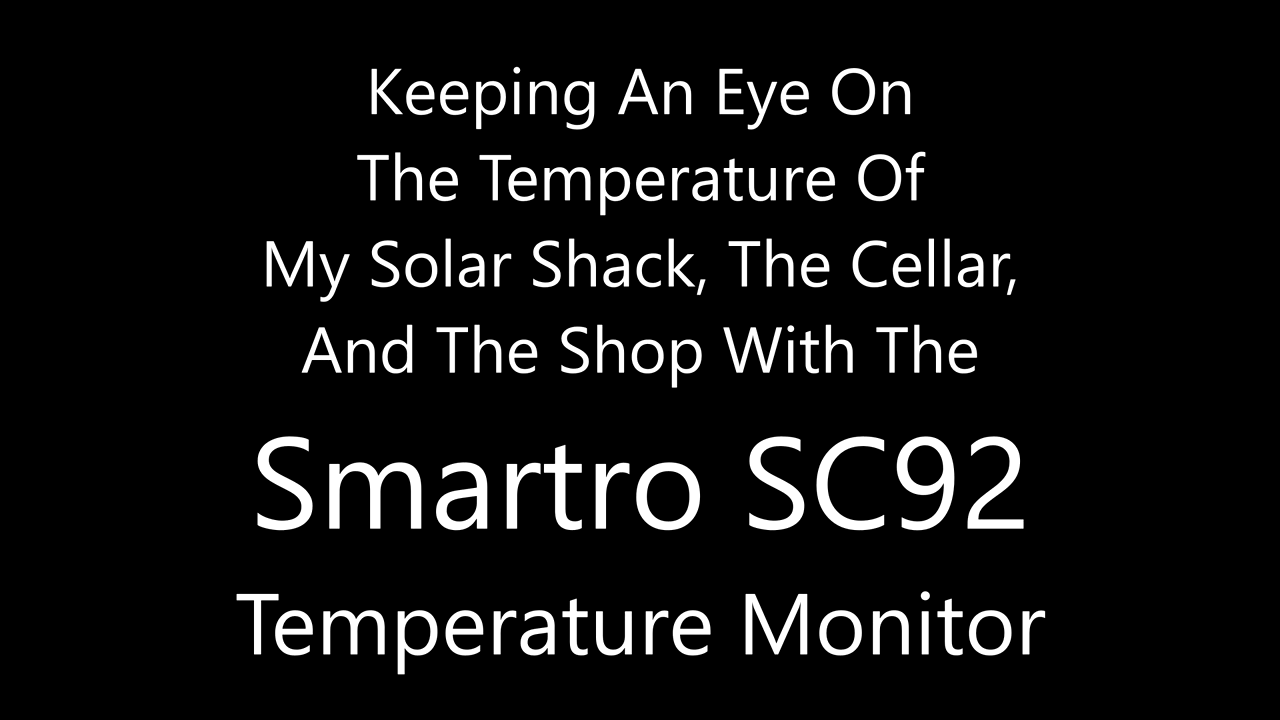 Keeping An Eye On
The Temperature Of
My Solar Shack, The Cellar,
And The Shop With The
Smartro SC92
Temperature Monitor